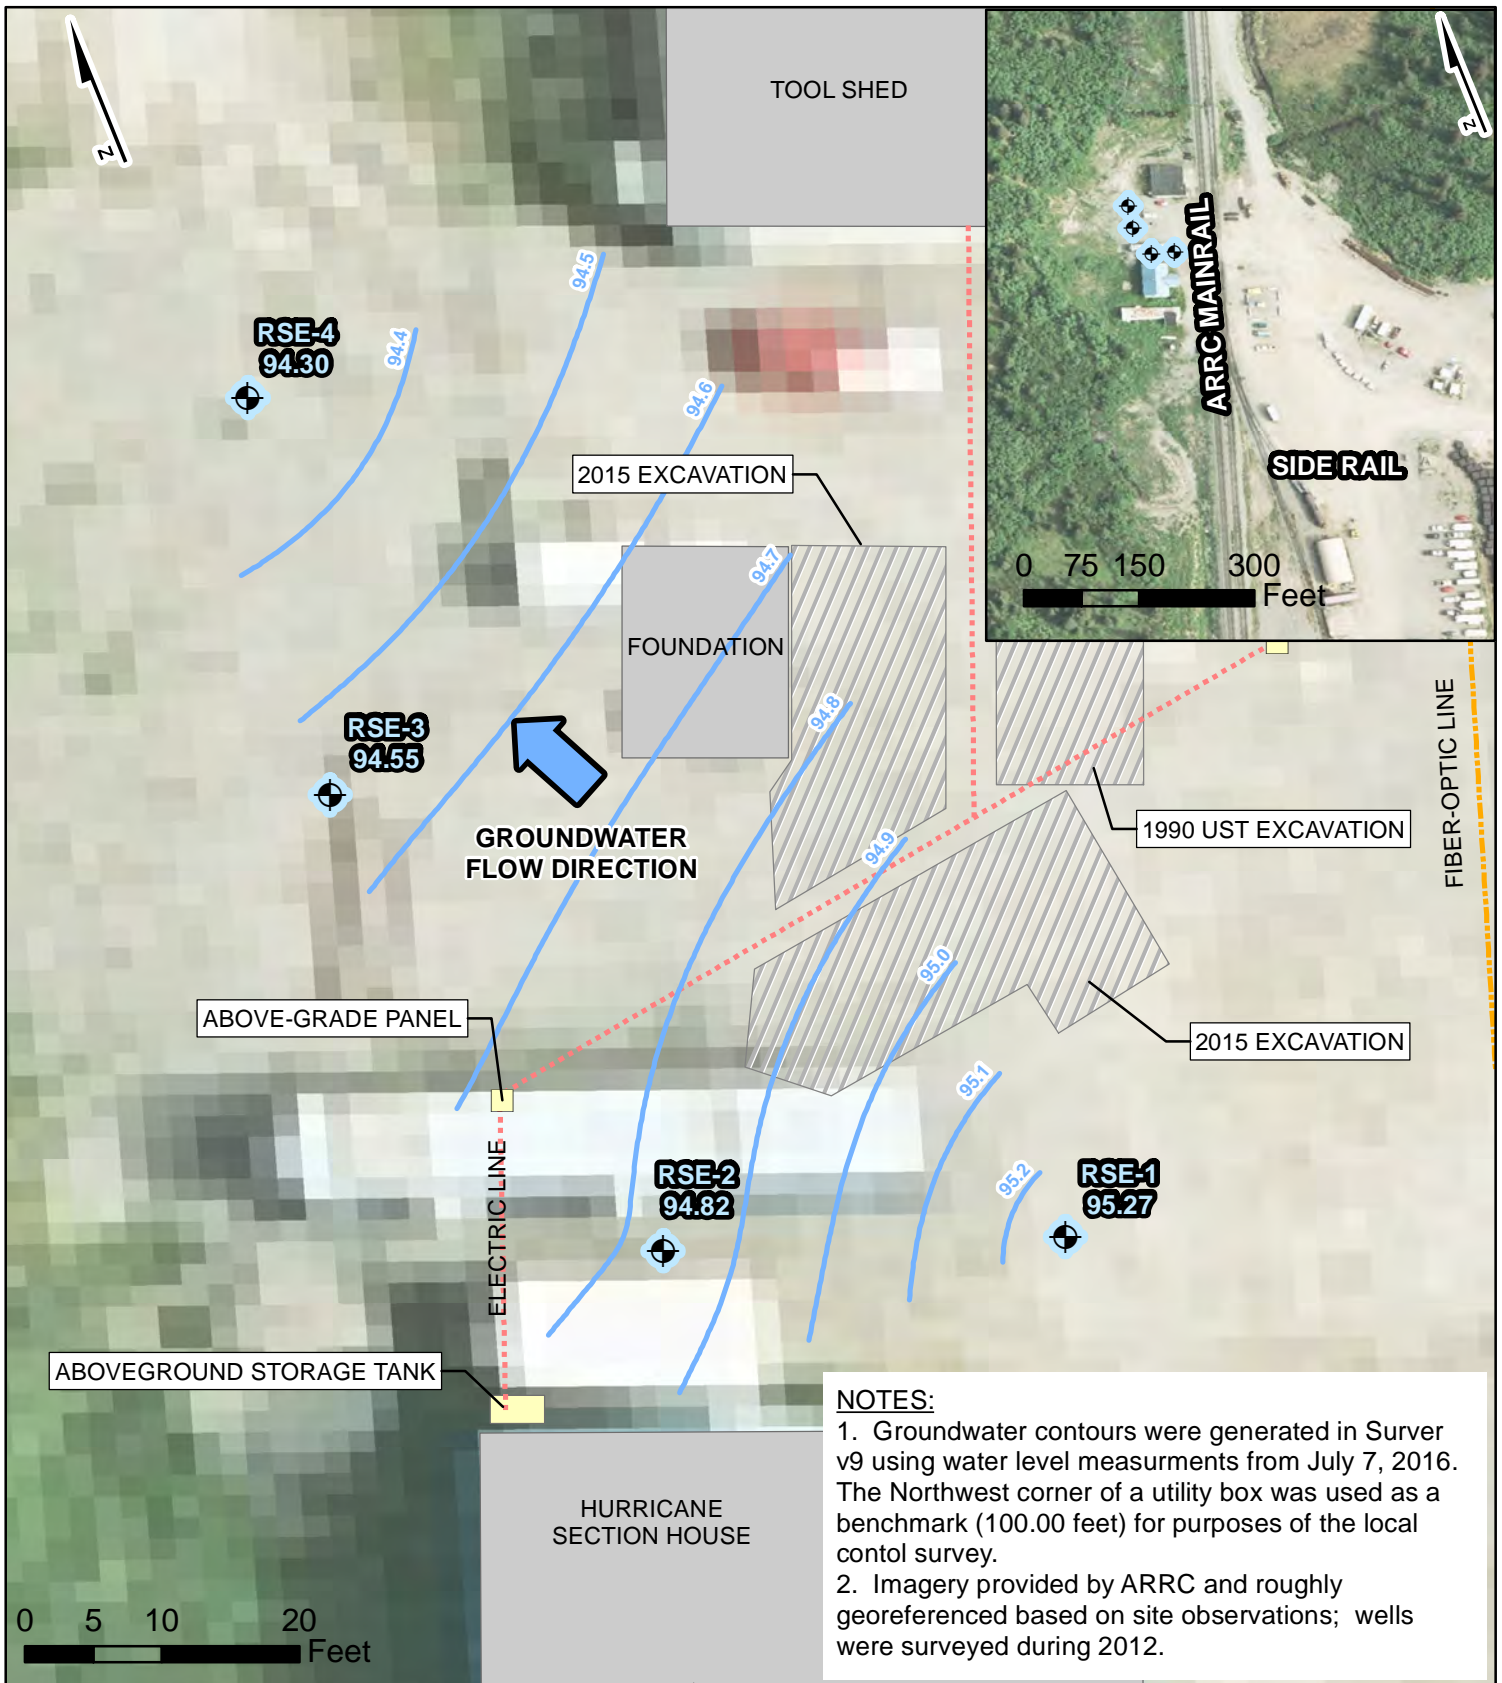 TOOL SHED
N
N
ARRC MAINRAIL
SIDE RAIL
0 75 150 300
Feet
94.5
94.4
94.6
RSE-4
94.30
2015 EXCAVATION
94.7
FOUNDATION
94.8
RSE-3
94.55
GROUNDWATER
FLOW DIRECTION
94.9
1990 UST EXCAVATION
FIBER-OPTIC LINE
95.0
ABOVE-GRADE PANEL
2015 EXCAVATION
95.1
95.2
ELECTRIC LINE
RSE-2
94.82
RSE-1
95.27
ABOVEGROUND STORAGE TANK
HURRICANE
SECTION HOUSE
0 5 10 20
Feet
NOTES:
1. Groundwater contours were generated in Surver
v9 using water level measurments from July 7, 2016.
The Northwest corner of a utility box was used as a
benchmark (100.00 feet) for purposes of the local
contol survey.
2. Imagery provided by ARRC and roughly
georeferenced based on site observations; wells
were surveyed during 2012.